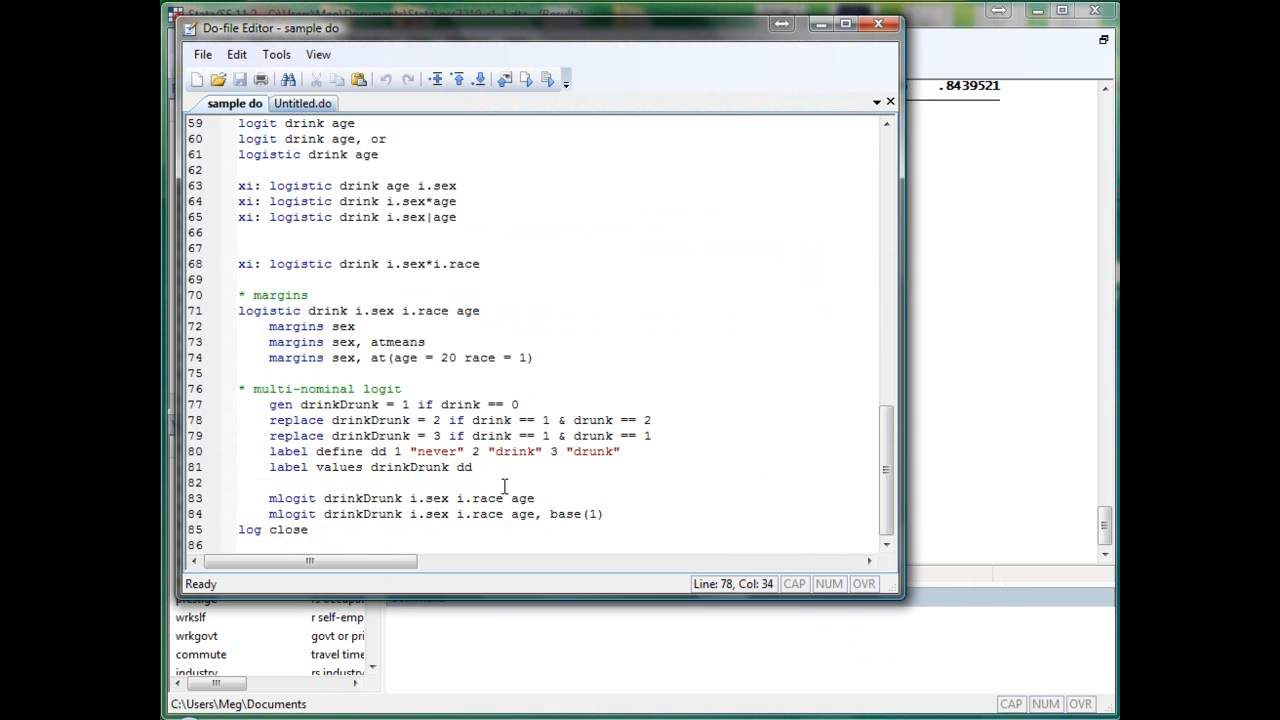 Do-file Editor - sample do
File Edit Tools View
sample do Untitled.do
.8439521
59 logit drink age
60 logit drink age, or
61 logistic drink age
62
63 xi: logistic drink age i.sex
64 xi: logistic drink i.sex*age
65 xi: logistic drink i.sex|age
66
67
68 xi: logistic drink i.sex*i.race
69
70 * margins
71 logistic drink i.sex i.race age
72 margins sex
73 margins sex, atmeans
74 margins sex, at(age = 20 race = 1)
75
76 * multi-nominal logit
77 gen drinkDrunk = 1 if drink == 0
78 replace drinkDrunk = 2 if drink == 1 & drunk == 2
79 replace drinkDrunk = 3 if drink == 1 & drunk == 1
80 label define dd 1 "never" 2 "drink" 3 "drunk"
81 label values drinkDrunk dd
82
83 mlogit drinkDrunk i.sex i.race age
84 mlogit drinkDrunk i.sex i.race age, base(1)
85 log close
86
Ready Line: 78, Col: 34 CAP NUM OVR
wrkslf r self-emp
wrkgovt govt or pri
commute travel time
industry rs industry
C:\Users\Meg\Documents CAP NUM OVR